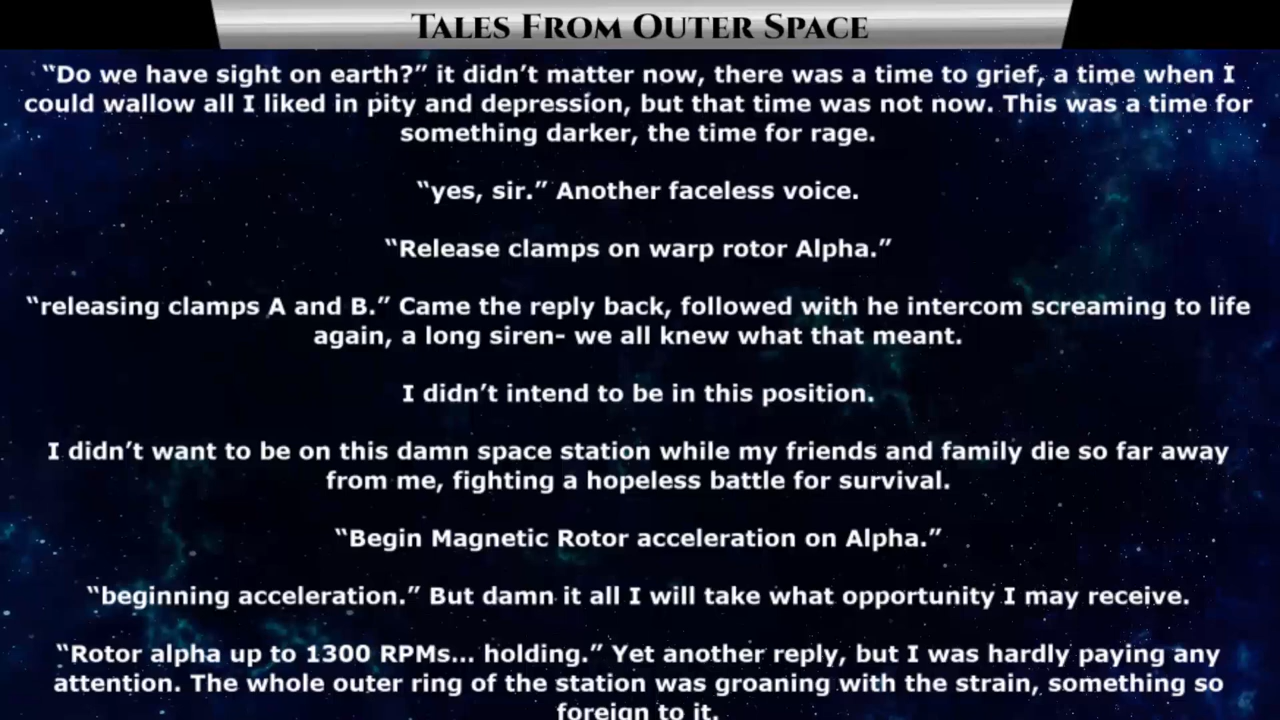 Tales From Outer Space
“Do we have sight on earth?” it didn’t matter now, there was a time to grief, a time when I
could wallow all I liked in pity and depression, but that time was not now. This was a time for
something darker, the time for rage.
“yes, sir.” Another faceless voice.
“Release clamps on warp rotor Alpha.”
“releasing clamps A and B.” Came the reply back, followed with he intercom screaming to life
again, a long siren- we all knew what that meant.
I didn’t intend to be in this position.
I didn’t want to be on this damn space station while my friends and family die so far away
from me, fighting a hopeless battle for survival.
“Begin Magnetic Rotor acceleration on Alpha.”
“beginning acceleration.” But damn it all I will take what opportunity I may receive.
“Rotor alpha up to 1300 RPMs... holding.” Yet another reply, but I was hardly paying any
attention. The whole outer ring of the station was groaning with the strain, something so
foreign to it.